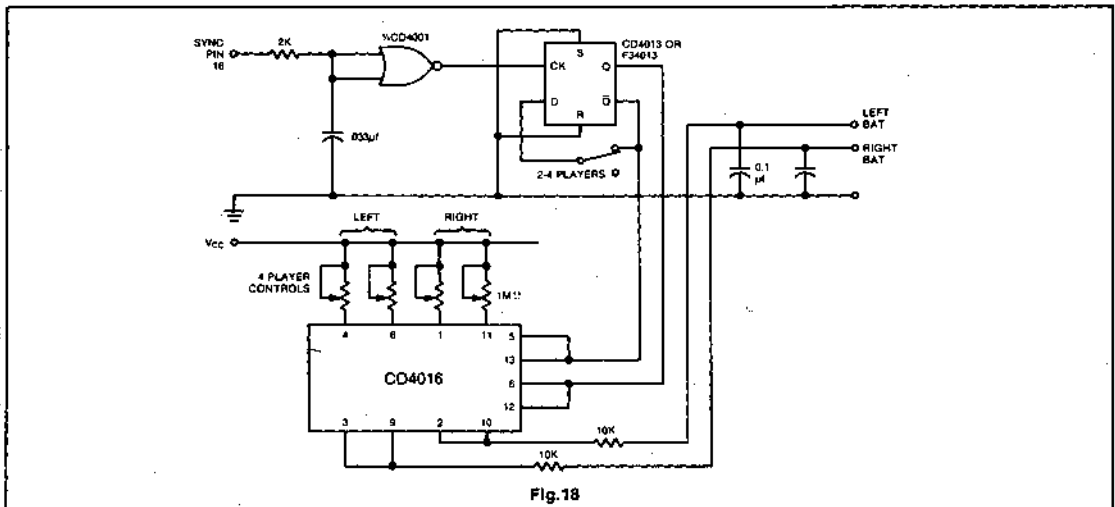 SYNC
PIN
16
2K
½CD4001
.033µf
CD4013 OR
F34013
S
CK
Q
D
Q̅
R
2-4 PLAYERS
LEFT
BAT
RIGHT
BAT
0.1
µf
LEFT
RIGHT
Vcc
4 PLAYER
CONTROLS
1MΩ
4
8
1
11
5
13
6
12
CD4016
3
9
2
10
10K
10K
Fig.18